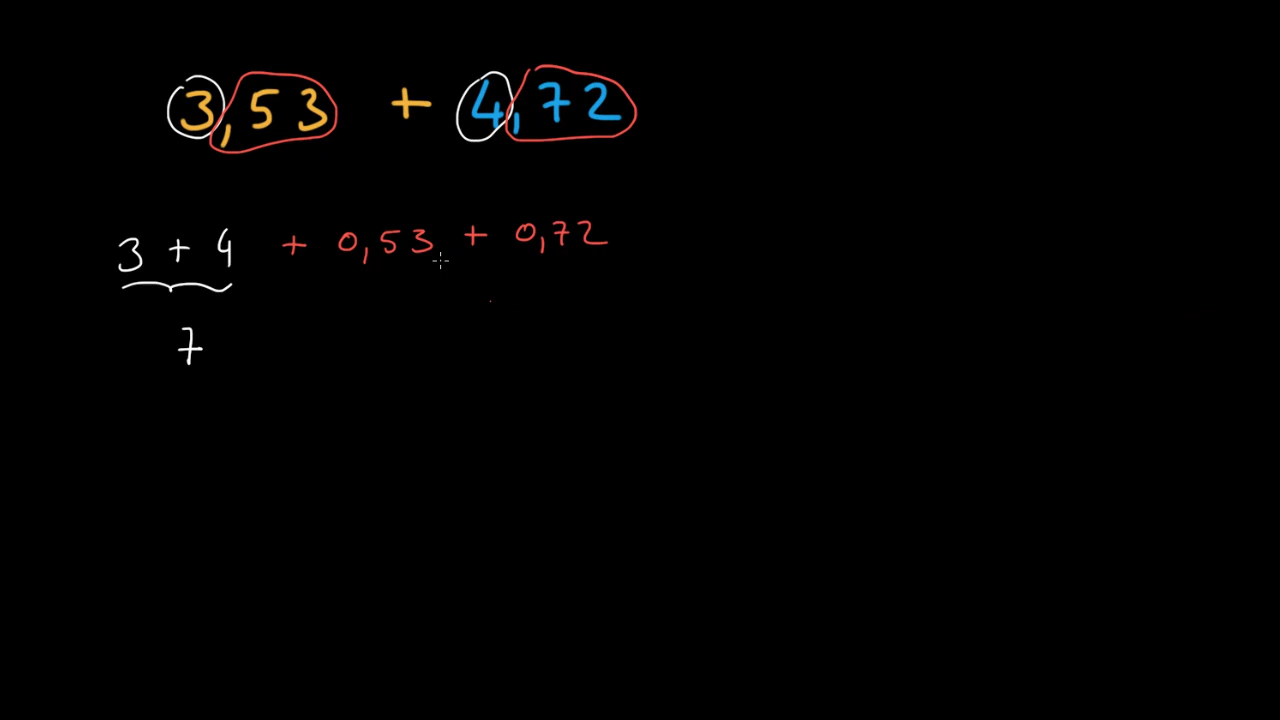 3,53 + 4,72
3 + 4 + 0,53 + 0,72
7